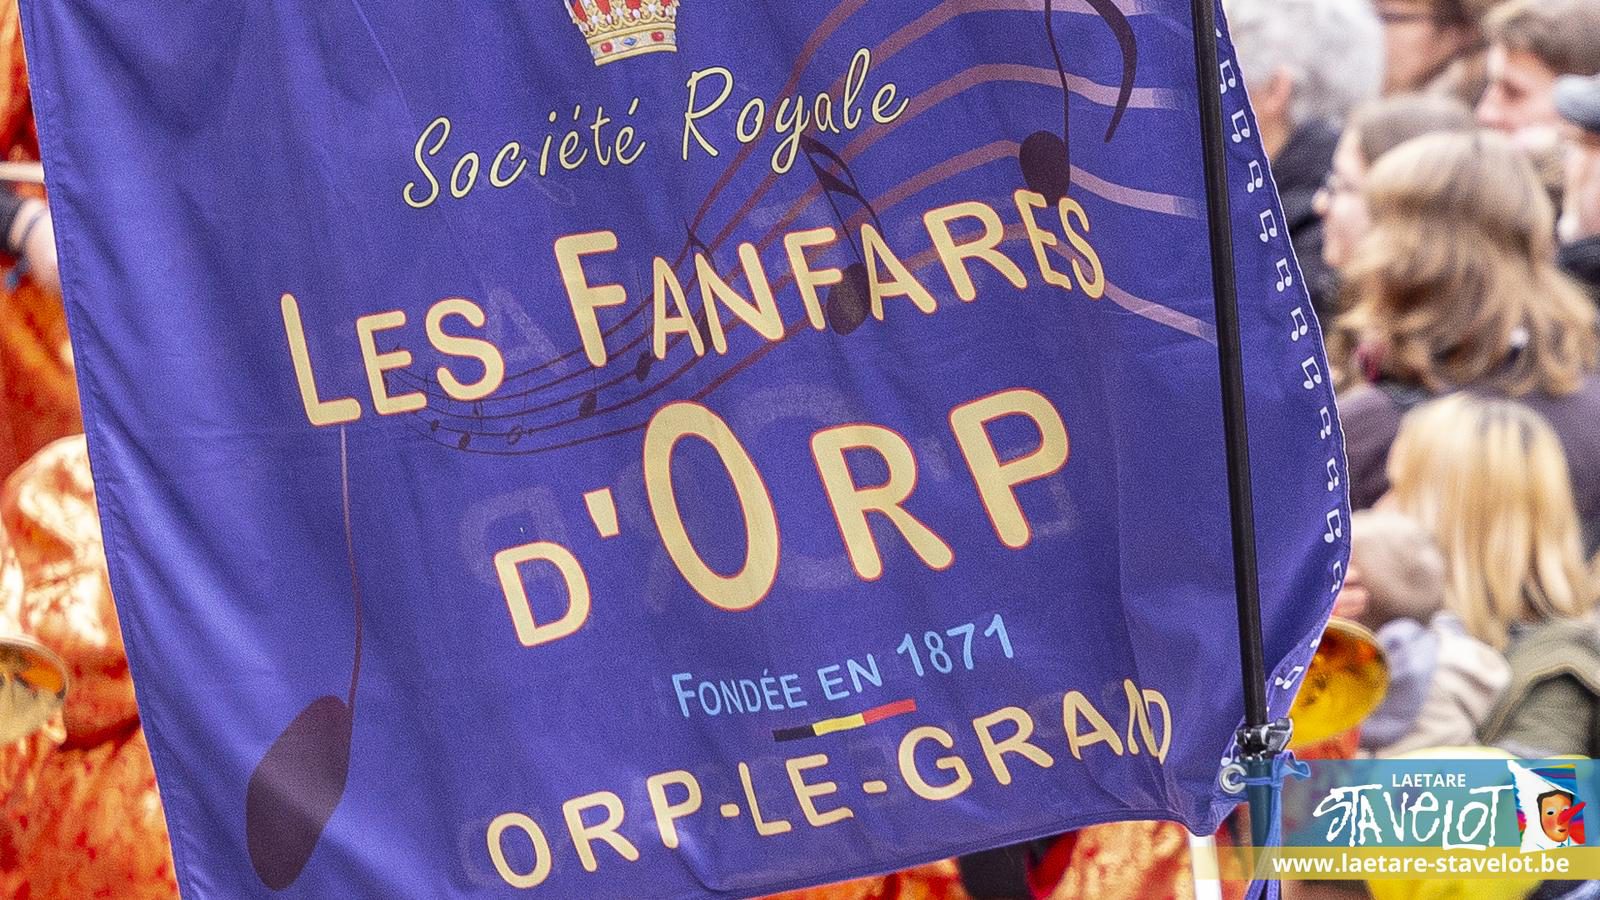 Société Royale
LES FANFARES
D'ORP
FONDÉE EN 1871
ORP-LE-GRAND
LAETARE
STAVELOT
www.laetare-stavelot.be